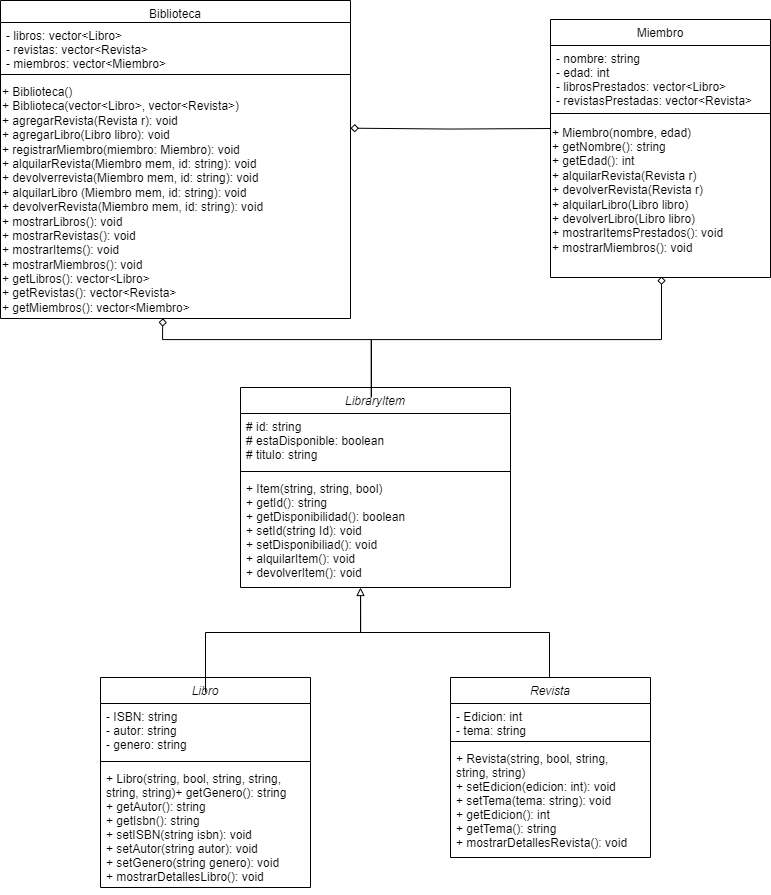 Biblioteca
- libros: vector<Libro>
- revistas: vector<Revista>
- miembros: vector<Miembro>
+ Biblioteca()
+ Biblioteca(vector<Libro>, vector<Revista>)
+ agregarRevista(Revista r): void
+ agregarLibro(Libro libro): void
+ registrarMiembro(miembro: Miembro): void
+ alquilarRevista(Miembro mem, id: string): void
+ devolverrevista(Miembro mem, id: string): void
+ alquilarLibro (Miembro mem, id: string): void
+ devolverRevista(Miembro mem, id: string): void
+ mostrarLibros(): void
+ mostrarRevistas(): void
+ mostrarItems(): void
+ mostrarMiembros(): void
+ getLibros(): vector<Libro>
+ getRevistas(): vector<Revista>
+ getMiembros(): vector<Miembro>
Miembro
- nombre: string
- edad: int
- librosPrestados: vector<Libro>
- revistasPrestadas: vector<Revista>
+ Miembro(nombre, edad)
+ getNombre(): string
+ getEdad(): int
+ alquilarRevista(Revista r)
+ devolverRevista(Revista r)
+ alquilarLibro(Libro libro)
+ devolverLibro(Libro libro)
+ mostrarItemsPrestados(): void
+ mostrarMiembros(): void
LibraryItem
# id: string
# estaDisponible: boolean
# titulo: string
+ Item(string, string, bool)
+ getId(): string
+ getDisponibilidad(): boolean
+ setId(string Id): void
+ setDisponibiliad(): void
+ alquilarItem(): void
+ devolverItem(): void
Libro
- ISBN: string
- autor: string
- genero: string
+ Libro(string, bool, string, string,
string, string)+ getGenero(): string
+ getAutor(): string
+ getIsbn(): string
+ setISBN(string isbn): void
+ setAutor(string autor): void
+ setGenero(string genero): void
+ mostrarDetallesLibro(): void
Revista
- Edicion: int
- tema: string
+ Revista(string, bool, string,
string, string)
+ setEdicion(edicion: int): void
+ setTema(tema: string): void
+ getEdicion(): int
+ getTema(): string
+ mostrarDetallesRevista(): void